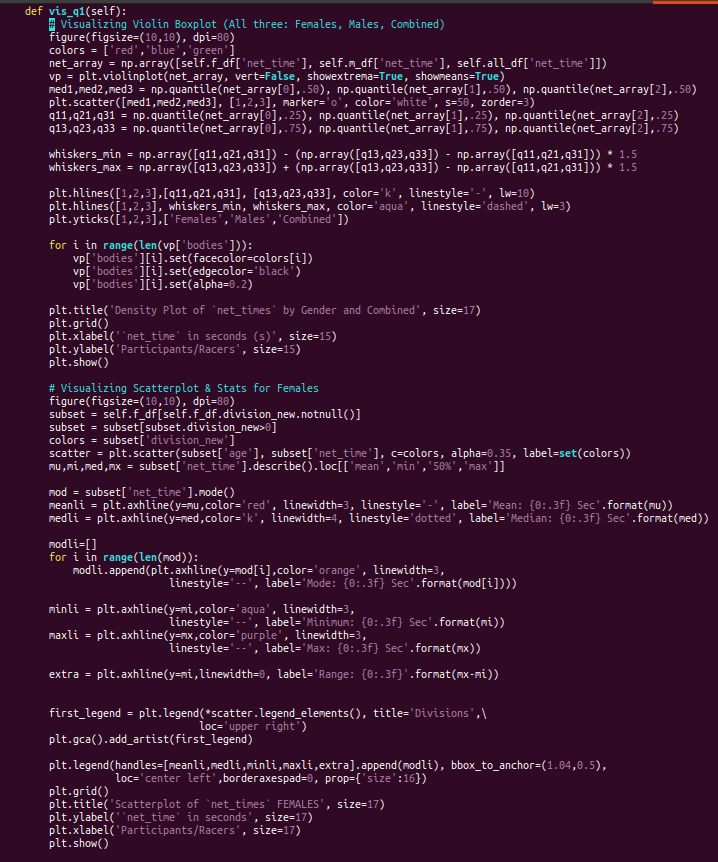 def vis_q1(self):
    # Visualizing Violin Boxplot (All three: Females, Males, Combined)
    figure(figsize=(10,10), dpi=80)
    colors = ['red','blue','green']
    net_array = np.array([self.f_df['net_time'], self.m_df['net_time'], self.all_df['net_time']])
    vp = plt.violinplot(net_array, vert=False, showextrema=True, showmeans=True)
    med1,med2,med3 = np.quantile(net_array[0],.50), np.quantile(net_array[1],.50), np.quantile(net_array[2],.50)
    plt.scatter([med1,med2,med3], [1,2,3], marker='o', color='white', s=50, zorder=3)
    q11,q21,q31 = np.quantile(net_array[0],.25), np.quantile(net_array[1],.25), np.quantile(net_array[2],.25)
    q13,q23,q33 = np.quantile(net_array[0],.75), np.quantile(net_array[1],.75), np.quantile(net_array[2],.75)

    whiskers_min = np.array([q11,q21,q31]) - (np.array([q13,q23,q33]) - np.array([q11,q21,q31])) * 1.5
    whiskers_max = np.array([q13,q23,q33]) + (np.array([q13,q23,q33]) - np.array([q11,q21,q31])) * 1.5

    plt.hlines([1,2,3],[q11,q21,q31], [q13,q23,q33], color='k', linestyle='-', lw=10)
    plt.hlines([1,2,3], whiskers_min, whiskers_max, color='aqua', linestyle='dashed', lw=3)
    plt.yticks([1,2,3],['Females','Males','Combined'])

    for i in range(len(vp['bodies'])):
        vp['bodies'][i].set(facecolor=colors[i])
        vp['bodies'][i].set(edgecolor='black')
        vp['bodies'][i].set(alpha=0.2)

    plt.title('Density Plot of `net_times` by Gender and Combined', size=17)
    plt.grid()
    plt.xlabel('`net_time` in seconds (s)', size=15)
    plt.ylabel('Participants/Racers', size=15)
    plt.show()

    # Visualizing Scatterplot & Stats for Females
    figure(figsize=(10,10), dpi=80)
    subset = self.f_df[self.f_df.division_new.notnull()]
    subset = subset[subset.division_new>0]
    colors = subset['division_new']
    scatter = plt.scatter(subset['age'], subset['net_time'], c=colors, alpha=0.35, label=set(colors))
    mu,mi,med,mx = subset['net_time'].describe().loc[['mean','min','50%','max']]

    mod = subset['net_time'].mode()
    meanli = plt.axhline(y=mu,color='red', linewidth=3, linestyle='-', label='Mean: {0:.3f} Sec'.format(mu))
    medli = plt.axhline(y=med,color='k', linewidth=4, linestyle='dotted', label='Median: {0:.3f} Sec'.format(med))

    modli=[]
    for i in range(len(mod)):
        modli.append(plt.axhline(y=mod[i],color='orange', linewidth=3,
                        linestyle='--', label='Mode: {0:.3f} Sec'.format(mod[i])))

    minli = plt.axhline(y=mi,color='aqua', linewidth=3,
                        linestyle='--', label='Minimum: {0:.3f} Sec'.format(mi))
    maxli = plt.axhline(y=mx,color='purple', linewidth=3,
                        linestyle='--', label='Max: {0:.3f} Sec'.format(mx))

    extra = plt.axhline(y=mi,linewidth=0, label='Range: {0:.3f}'.format(mx-mi))

    first_legend = plt.legend(*scatter.legend_elements(), title='Divisions',\
                             loc='upper right')
    plt.gca().add_artist(first_legend)

    plt.legend(handles=[meanli,medli,minli,maxli,extra].append(modli), bbox_to_anchor=(1.04,0.5),
               loc='center left',borderaxespad=0, prop={'size':16})
    plt.grid()
    plt.title('Scatterplot of `net_times` FEMALES', size=17)
    plt.ylabel('`net_time` in seconds', size=17)
    plt.xlabel('Participants/Racers', size=17)
    plt.show()